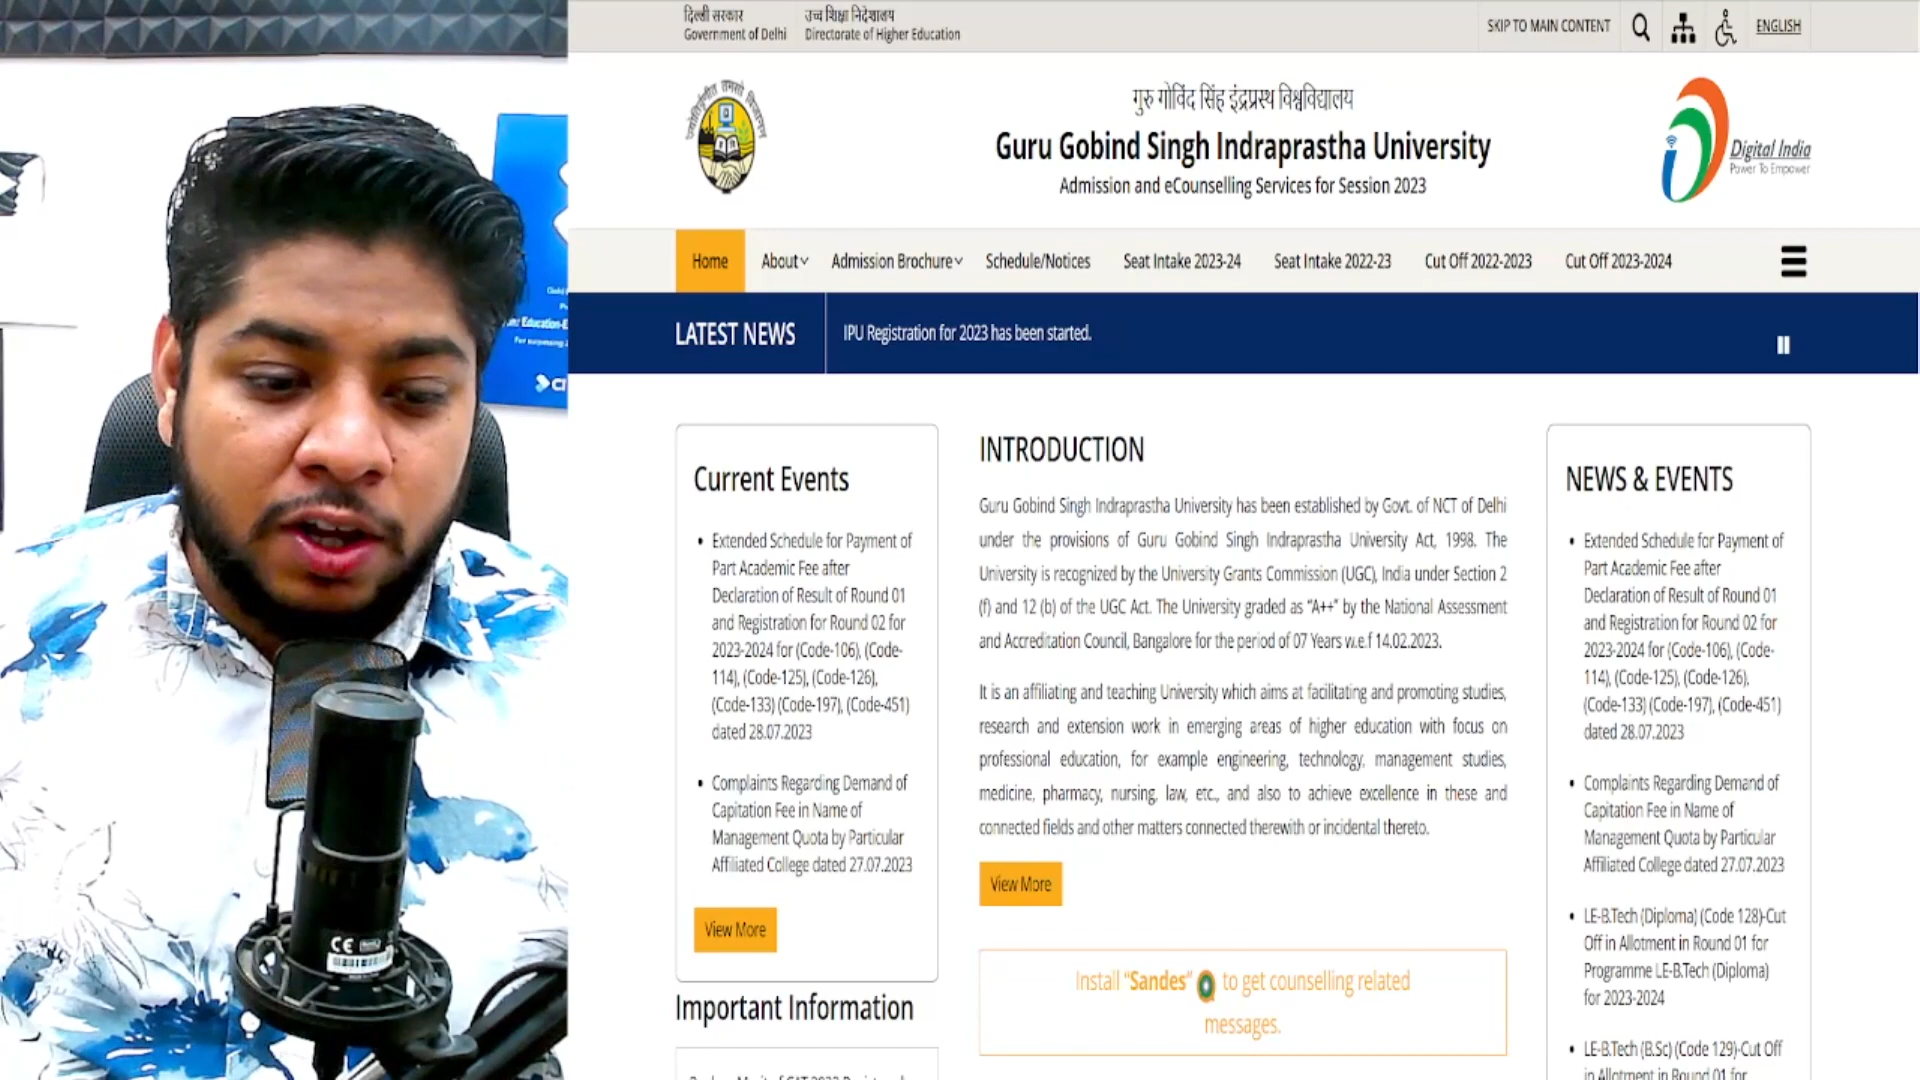 दिल्ली सरकार
Government of Delhi
उच्च शिक्षा निदेशालय
Directorate of Higher Education
SKIP TO MAIN CONTENT
ENGLISH
गुरु गोविंद सिंह इंद्रप्रस्थ विश्वविद्यालय
Guru Gobind Singh Indraprastha University
Admission and eCounselling Services for Session 2023
Digital India
Power To Empower
Home
About
Admission Brochure
Schedule/Notices
Seat Intake 2023-24
Seat Intake 2022-23
Cut Off 2022-2023
Cut Off 2023-2024
LATEST NEWS
IPU Registration for 2023 has been started.
Current Events
Extended Schedule for Payment of
Part Academic Fee after
Declaration of Result of Round 01
and Registration for Round 02 for
2023-2024 for (Code-106), (Code-
114), (Code-125), (Code-126),
(Code-133) (Code-197), (Code-451)
dated 28.07.2023
Complaints Regarding Demand of
Capitation Fee in Name of
Management Quota by Particular
Affiliated College dated 27.07.2023
View More
Important Information
INTRODUCTION
Guru Gobind Singh Indraprastha University has been established by Govt. of NCT of Delhi
under the provisions of Guru Gobind Singh Indraprastha University Act, 1998. The
University is recognized by the University Grants Commission (UGC), India under Section 2
(f) and 12 (b) of the UGC Act. The University graded as “A++” by the National Assessment
and Accreditation Council, Bangalore for the period of 07 Years w.e.f 14.02.2023.
It is an affiliating and teaching University which aims at facilitating and promoting studies,
research and extension work in emerging areas of higher education with focus on
professional education, for example engineering, technology, management studies,
medicine, pharmacy, nursing, law, etc., and also to achieve excellence in these and
connected fields and other matters connected therewith or incidental thereto.
View More
Install “Sandes” to get counselling related
messages.
NEWS & EVENTS
Extended Schedule for Payment of
Part Academic Fee after
Declaration of Result of Round 01
and Registration for Round 02 for
2023-2024 for (Code-106), (Code-
114), (Code-125), (Code-126),
(Code-133) (Code-197), (Code-451)
dated 28.07.2023
Complaints Regarding Demand of
Capitation Fee in Name of
Management Quota by Particular
Affiliated College dated 27.07.2023
LE-B.Tech (Diploma) (Code 128)-Cut
Off in Allotment in Round 01 for
Programme LE-B.Tech (Diploma)
for 2023-2024
LE-B.Tech (B.Sc) (Code 129)-Cut Off
in Allotment in Round 01 for
CE